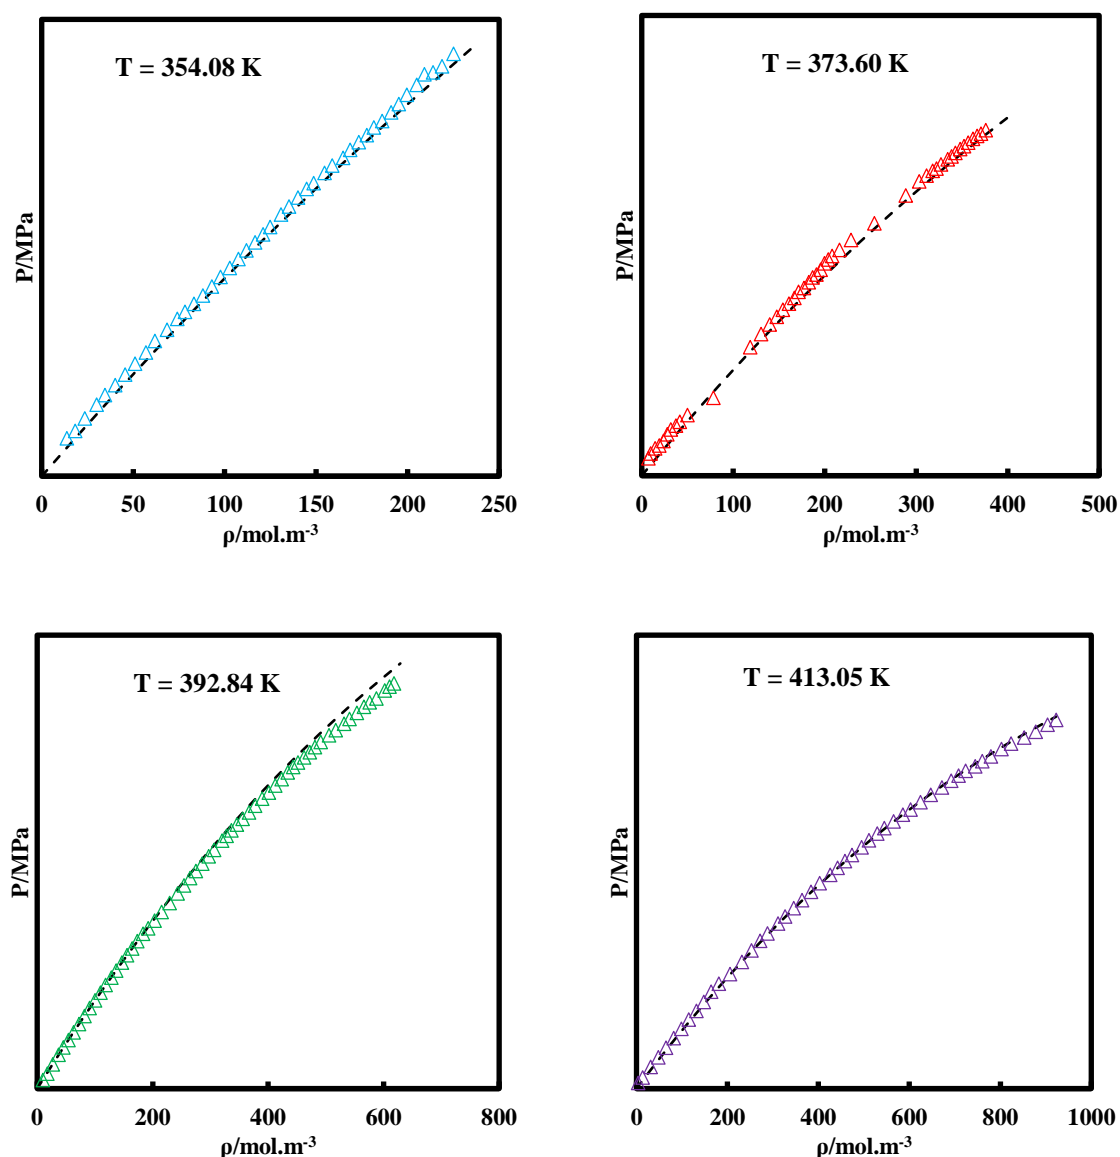 T = 354.08 K
P/MPa
0 50 100 150 200 250
ρ/mol.m-3
T = 373.60 K
P/MPa
0 100 200 300 400 500
ρ/mol.m-3
T = 392.84 K
P/MPa
0 200 400 600 800
ρ/mol.m-3
T = 413.05 K
P/MPa
0 200 400 600 800 1000
ρ/mol.m-3